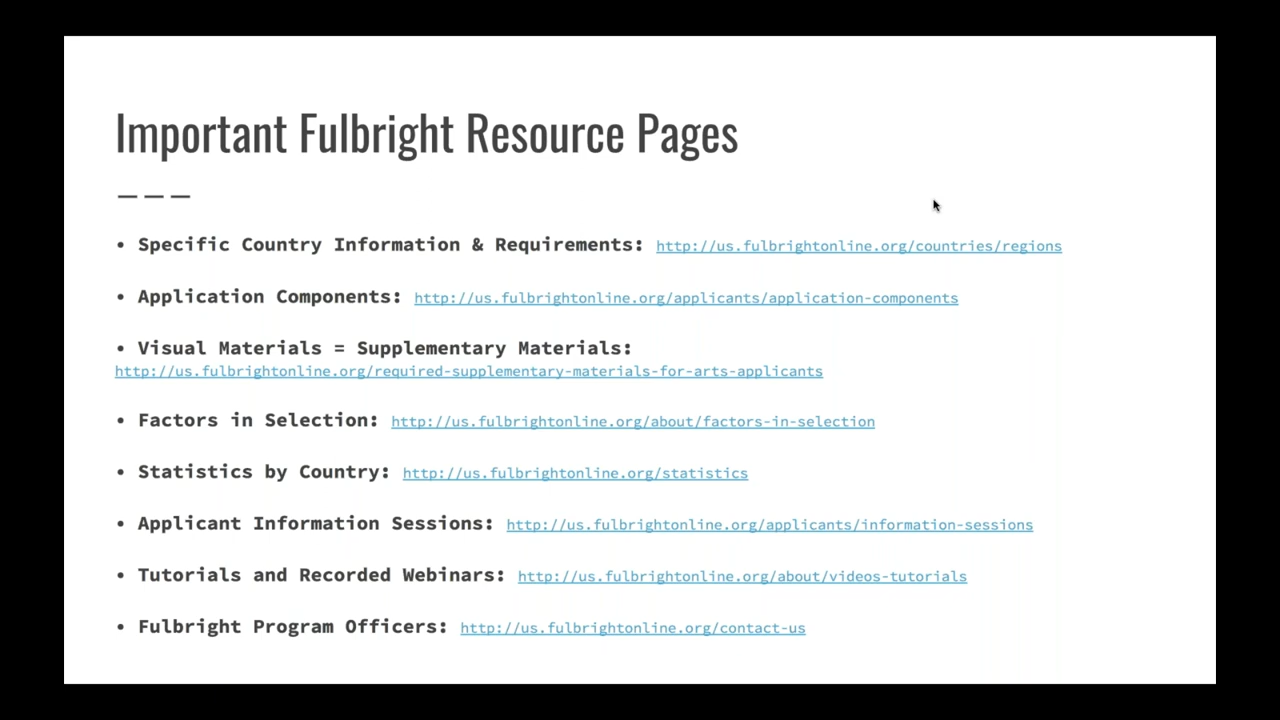 Important Fulbright Resource Pages
• Specific Country Information & Requirements: http://us.fulbrightonline.org/countries/regions
• Application Components: http://us.fulbrightonline.org/applicants/application-components
• Visual Materials = Supplementary Materials:
http://us.fulbrightonline.org/required-supplementary-materials-for-arts-applicants
• Factors in Selection: http://us.fulbrightonline.org/about/factors-in-selection
• Statistics by Country: http://us.fulbrightonline.org/statistics
• Applicant Information Sessions: http://us.fulbrightonline.org/applicants/information-sessions
• Tutorials and Recorded Webinars: http://us.fulbrightonline.org/about/videos-tutorials
• Fulbright Program Officers: http://us.fulbrightonline.org/contact-us